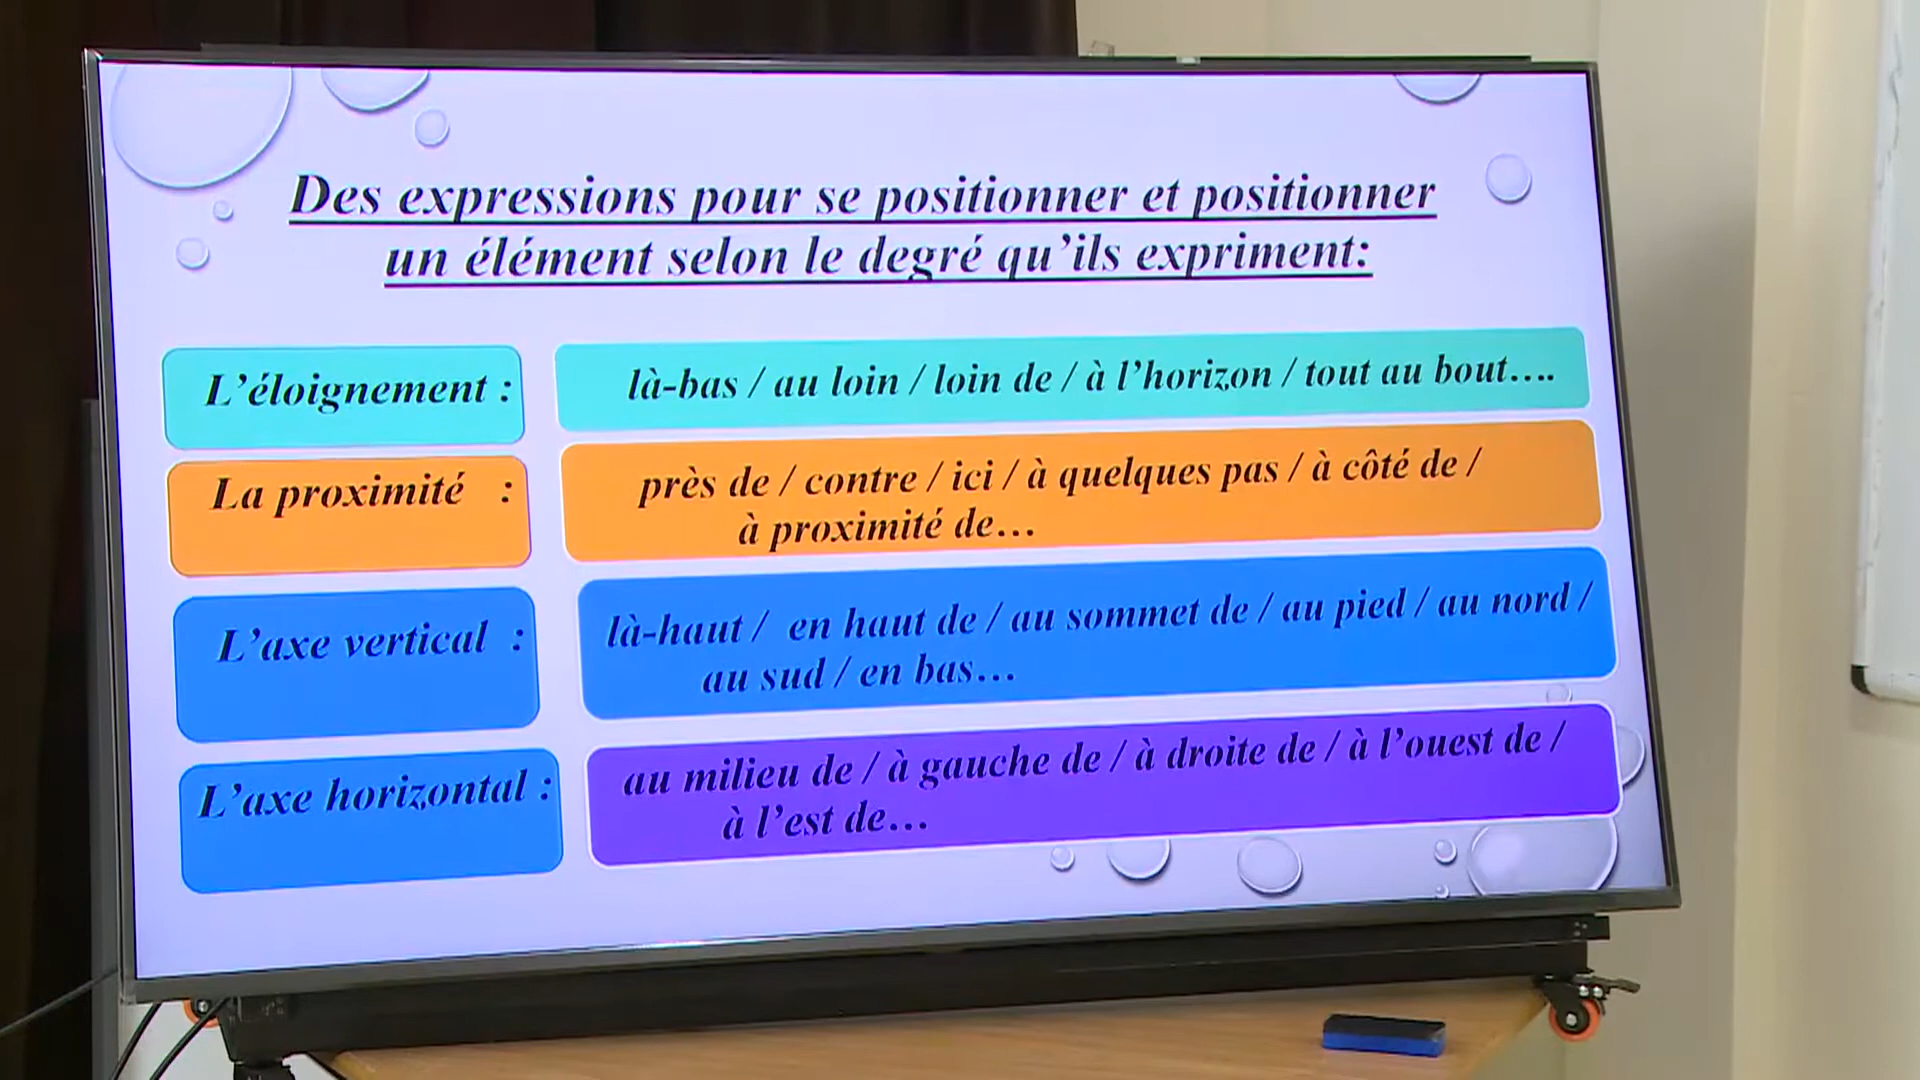 Des expressions pour se positionner et positionner
un élément selon le degré qu’ils expriment:
L’éloignement :
là-bas / au loin / loin de / à l’horizon / tout au bout….
La proximité :
près de / contre / ici / à quelques pas / à côté de /
à proximité de…
L’axe vertical :
là-haut / en haut de / au sommet de / au pied / au nord /
au sud / en bas…
L’axe horizontal :
au milieu de / à gauche de / à droite de / à l’ouest de /
à l’est de…